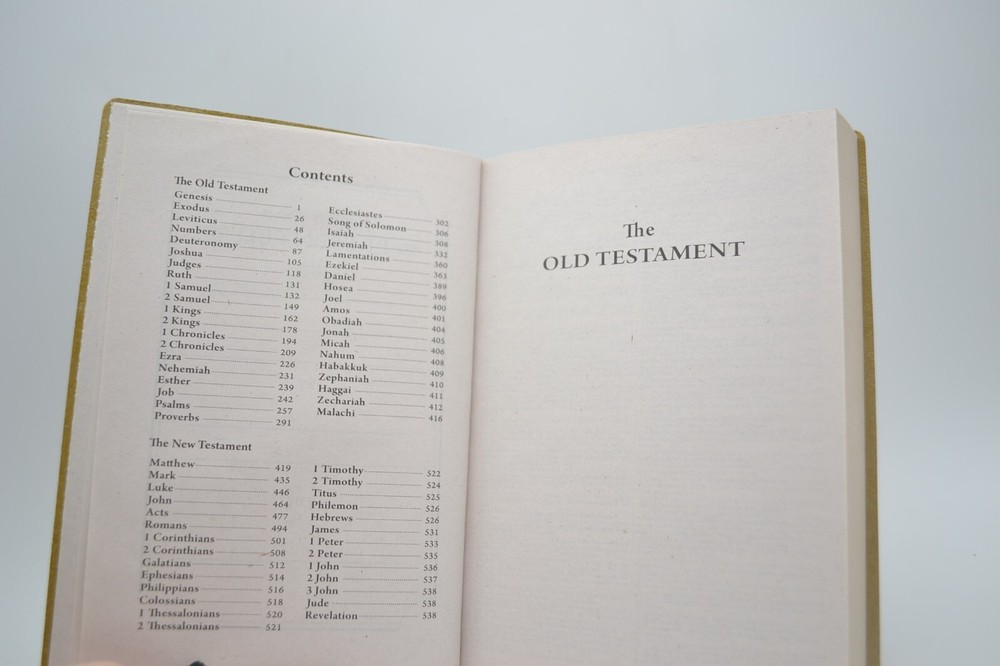 Contents
The Old Testament
Genesis 1
Exodus 26
Leviticus 48
Numbers 64
Deuteronomy 87
Joshua 105
Judges 118
Ruth 131
1 Samuel 132
2 Samuel 149
1 Kings 162
2 Kings 178
1 Chronicles 194
2 Chronicles 209
Ezra 226
Nehemiah 231
Esther 239
Job 242
Psalms 257
Proverbs 291
Ecclesiastes 302
Song of Solomon 306
Isaiah 308
Jeremiah 332
Lamentations 360
Ezekiel 363
Daniel 389
Hosea 396
Joel 400
Amos 401
Obadiah 404
Jonah 405
Micah 406
Nahum 408
Habakkuk 409
Zephaniah 410
Haggai 411
Zechariah 412
Malachi 416
The New Testament
Matthew 419
Mark 435
Luke 446
John 464
Acts 477
Romans 494
1 Corinthians 501
2 Corinthians 508
Galatians 512
Ephesians 514
Philippians 516
Colossians 518
1 Thessalonians 520
2 Thessalonians 521
1 Timothy 522
2 Timothy 524
Titus 525
Philemon 526
Hebrews 526
James 531
1 Peter 533
2 Peter 535
1 John 536
2 John 537
3 John 538
Jude 538
Revelation 538
The
OLD TESTAMENT